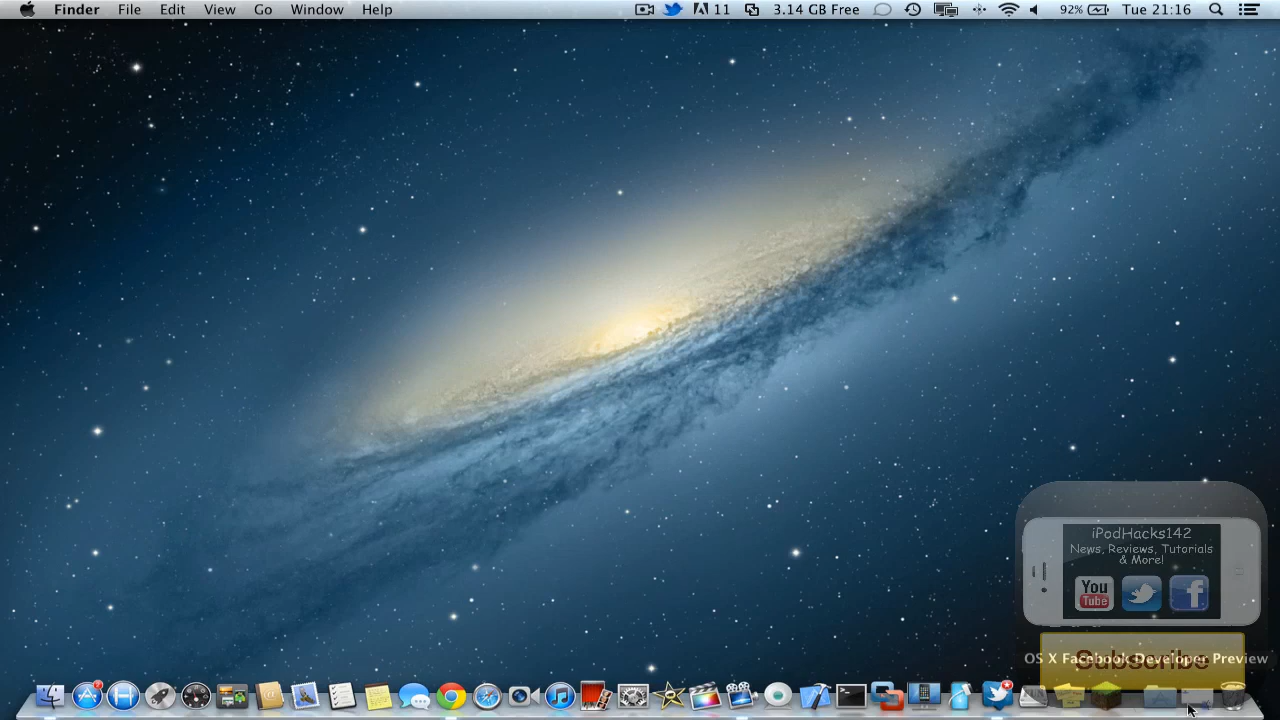 Finder File Edit View Go Window Help 11 3.14 GB Free 92% Tue 21:16
iPodHacks142
News, Reviews, Tutorials
& More!
You
Tube
Subscribe
OS X Facebook Developer Preview